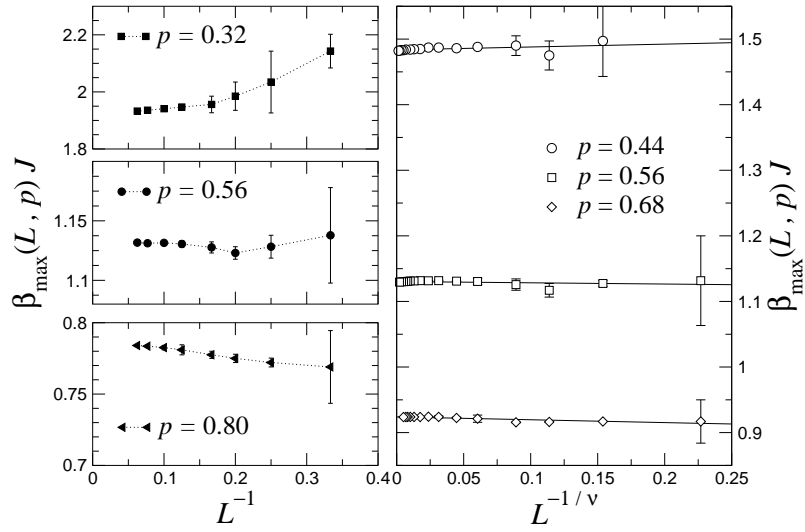 2.2
2
1.8
p = 0.32
1.15
1.1
p = 0.56
0.8
0.75
0.7
p = 0.80
0 0.1 0.2 0.3 0.4
L⁻¹
β_max(L, p) J
p = 0.44
p = 0.56
p = 0.68
1.5
1.4
1.3
1.2
1.1
1
0.9
0 0.05 0.1 0.15 0.2 0.25
L⁻¹ᐟᵛ
β_max(L, p) J